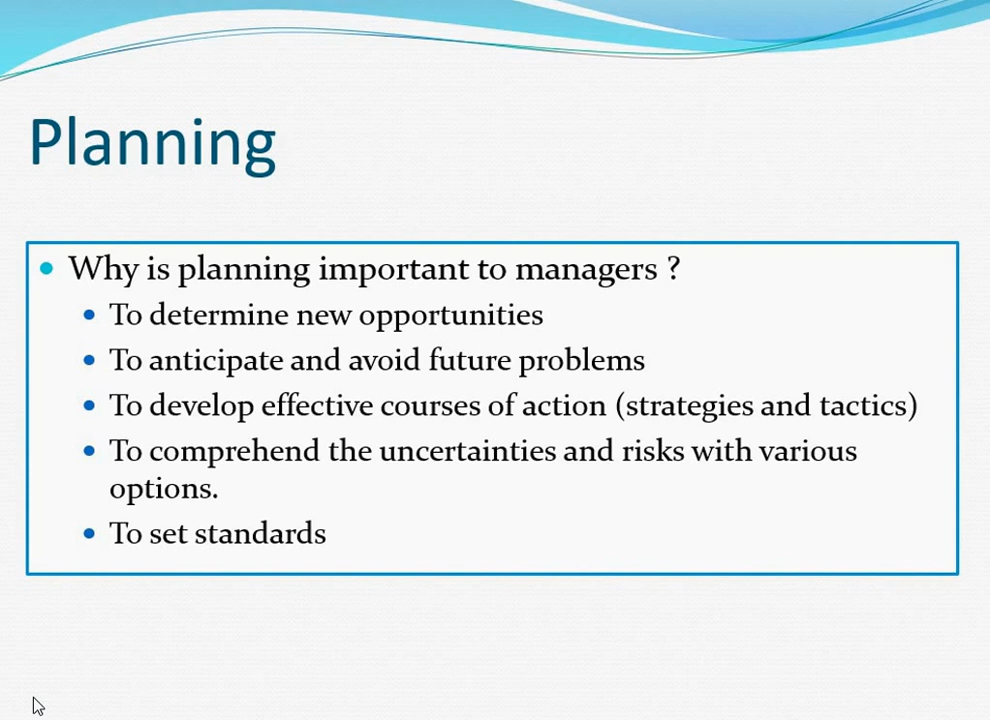 Planning
Why is planning important to managers ?
To determine new opportunities
To anticipate and avoid future problems
To develop effective courses of action (strategies and tactics)
To comprehend the uncertainties and risks with various
options.
To set standards